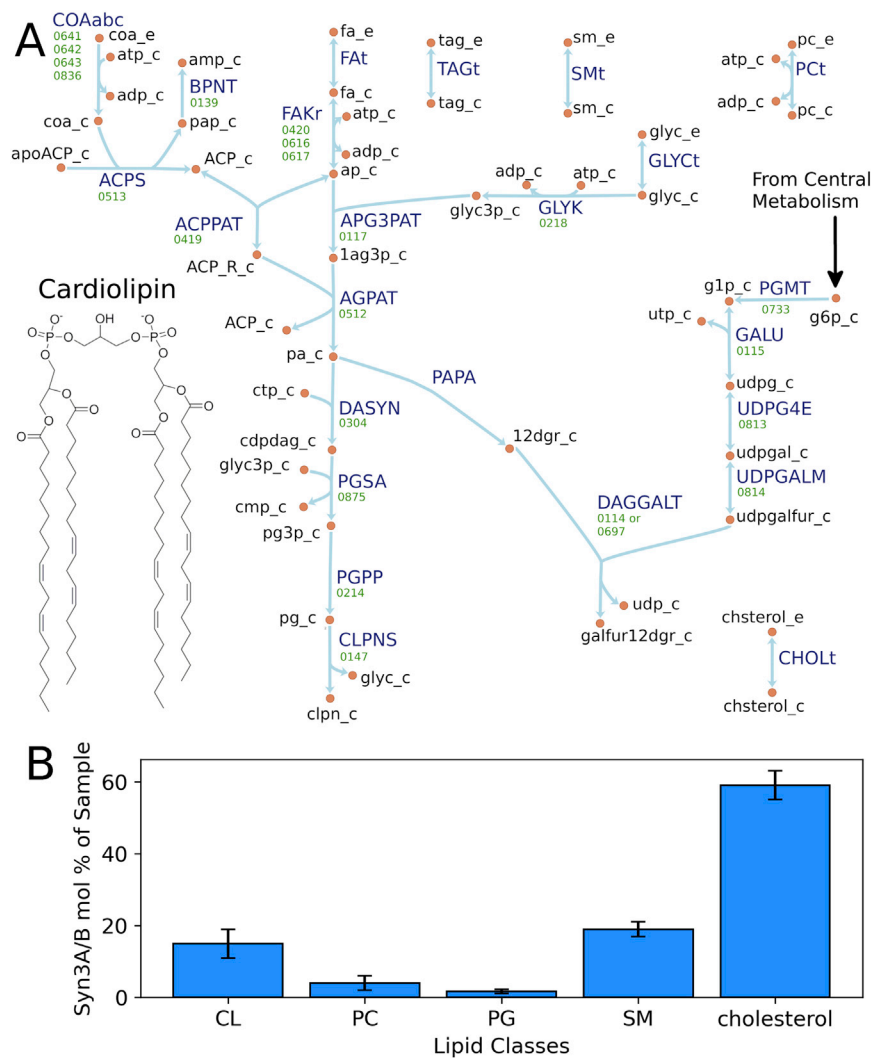 A
COAabc
0641
0642
0643
0836
coa_e
atp_c
adp_c
coa_c
amp_c
BPNT
0139
pap_c
apoACP_c
ACPS
0513
ACP_c
fa_e
FAt
fa_c
FAKr
0420
0616
0617
atp_c
adp_c
ap_c
tag_e
TAGt
tag_c
sm_e
SMt
sm_c
pc_e
atp_c
PCt
adp_c
pc_c
glyc_e
GLYCt
glyc_c
adp_c
atp_c
glyc3p_c
GLYK
0218
From Central
Metabolism
ACPPAT
0419
APG3PAT
0117
1ag3p_c
ACP_R_c
AGPAT
0512
ACP_c
pa_c
g1p_c
PGMT
0733
g6p_c
utp_c
GALU
0115
udpg_c
UDPG4E
0813
udpgal_c
UDPGALM
0814
udpgalfur_c
PAPA
12dgr_c
DAGGALT
0114 or
0697
udp_c
galfur12dgr_c
ctp_c
DASYN
0304
cdpdag_c
glyc3p_c
PGSA
0875
cmp_c
pg3p_c
PGPP
0214
pg_c
CLPNS
0147
glyc_c
clpn_c
chsterol_e
CHOLt
chsterol_c
Cardiolipin
O- OH -O
HO P O O P OH
O O O O
O O
O O O O
O O
B
Syn3A/B mol % of Sample
60
40
20
0
CL PC PG SM cholesterol
Lipid Classes